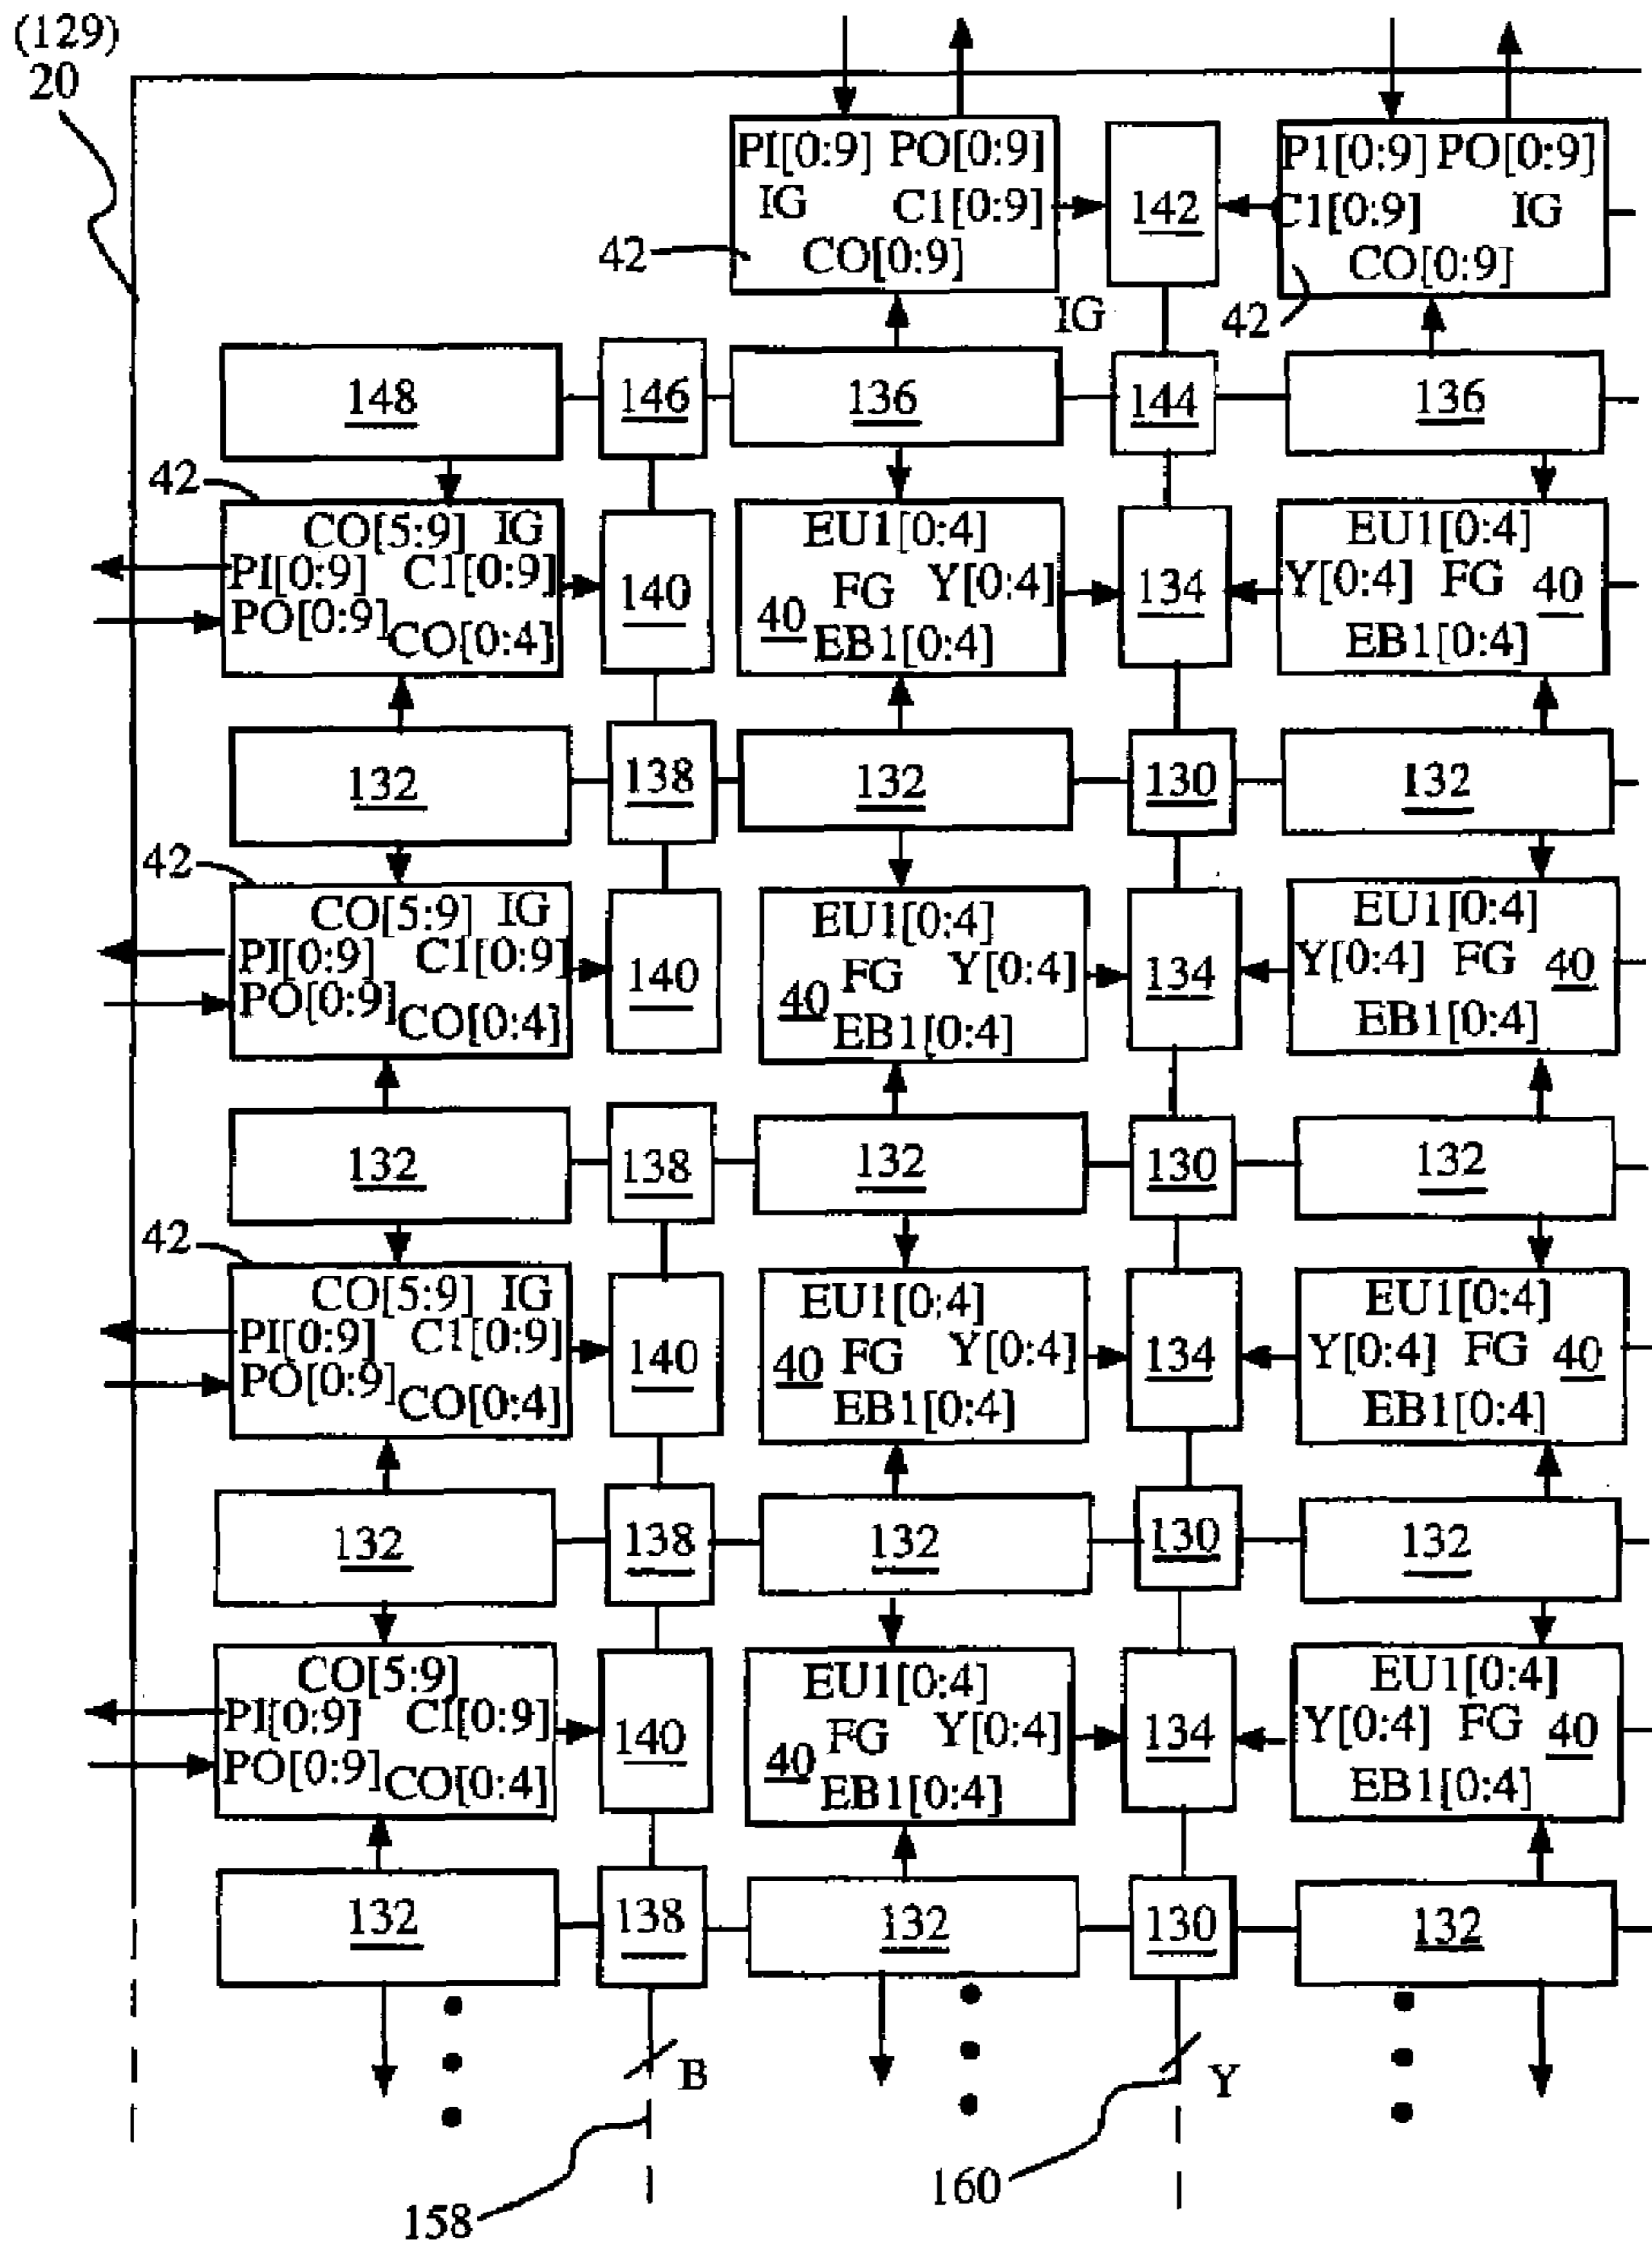 (129)
20
PI[0:9] PO[0:9]
IG C1[0:9]
CO[0:9]
42
142
P1[0:9] PO[0:9]
C1[0:9] IG
CO[0:9]
42
IG
148
146
136
144
136
42
CO[5:9] IG
PI[0:9] C1[0:9]
PO[0:9]
CO[0:4]
140
EU1[0:4]
FG Y[0:4]
40
EB1[0:4]
134
EU1[0:4]
Y[0:4] FG 40
EB1[0:4]
132
138
132
130
132
42
CO[5:9] IG
PI[0:9] C1[0:9]
PO[0:9]
CO[0:4]
140
EU1[0:4]
FG Y[0:4]
40
EB1[0:4]
134
EU1[0:4]
Y[0:4] FG 40
EB1[0:4]
132
138
132
130
132
42
CO[5:9] IG
PI[0:9] C1[0:9]
PO[0:9]
CO[0:4]
140
EU1[0:4]
40 FG Y[0:4]
EB1[0:4]
134
EU1[0:4]
Y[0:4] FG 40
EB1[0:4]
132
138
132
130
132
CO[5:9]
PI[0:9] CI[0:9]
PO[0:9]
CO[0:4]
140
EU1[0:4]
FG Y[0:4]
40
EB1[0:4]
134
EU1[0:4]
Y[0:4] FG 40
EB1[0:4]
132
138
132
130
132
B
Y
158
160